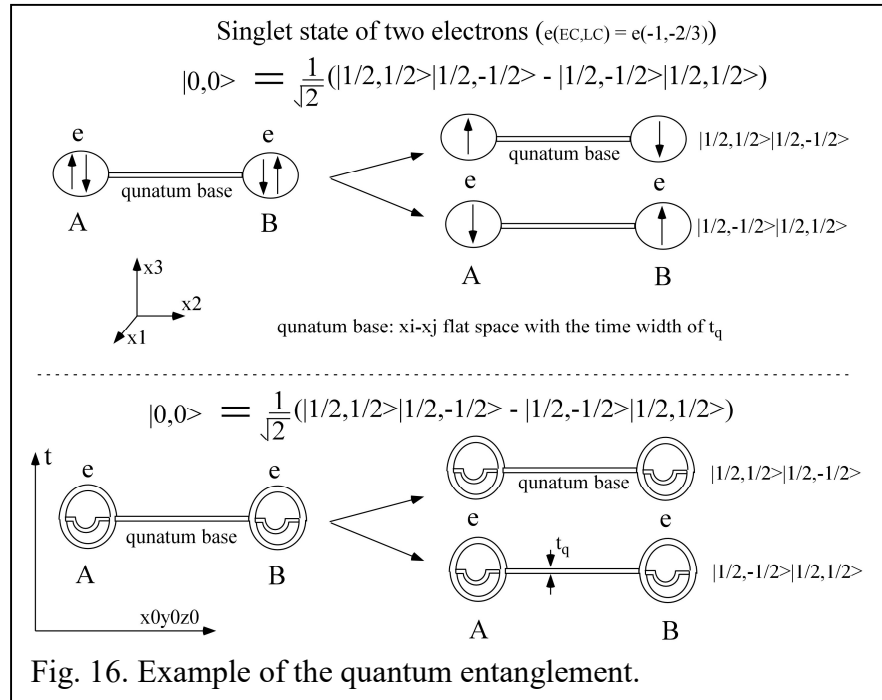 Singlet state of two electrons (e(EC,LC) = e(-1,-2/3))
|0,0> = 1/√2 (|1/2,1/2>|1/2,-1/2> - |1/2,-1/2>|1/2,1/2>)
e e
qunatum base
A B
qunatum base |1/2,1/2>|1/2,-1/2>
e e
|1/2,-1/2>|1/2,1/2>
A B
x3
x2
x1
qunatum base: xi-xj flat space with the time width of tq
|0,0> = 1/√2 (|1/2,1/2>|1/2,-1/2> - |1/2,-1/2>|1/2,1/2>)
t
e e
qunatum base
A B
x0y0z0
qunatum base |1/2,1/2>|1/2,-1/2>
e e
tq
|1/2,-1/2>|1/2,1/2>
A B
Fig. 16. Example of the quantum entanglement.